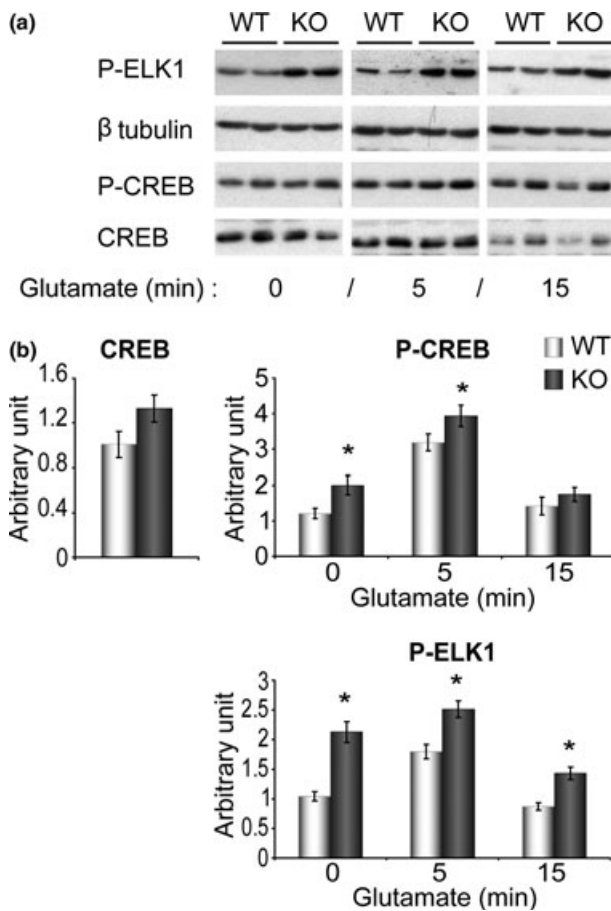 (a) WT KO WT KO WT KO
P-ELK1
β tubulin
P-CREB
CREB
Glutamate (min) : 0 / 5 / 15
(b) CREB
Arbitrary unit
1.6
1.2
0.8
0.4
0
P-CREB
WT
KO
Arbitrary unit
5
4
3
2
1
0
* *
0 5 15
Glutamate (min)
P-ELK1
Arbitrary unit
2.5
2
1.5
1
0.5
0
* * *
0 5 15
Glutamate (min)